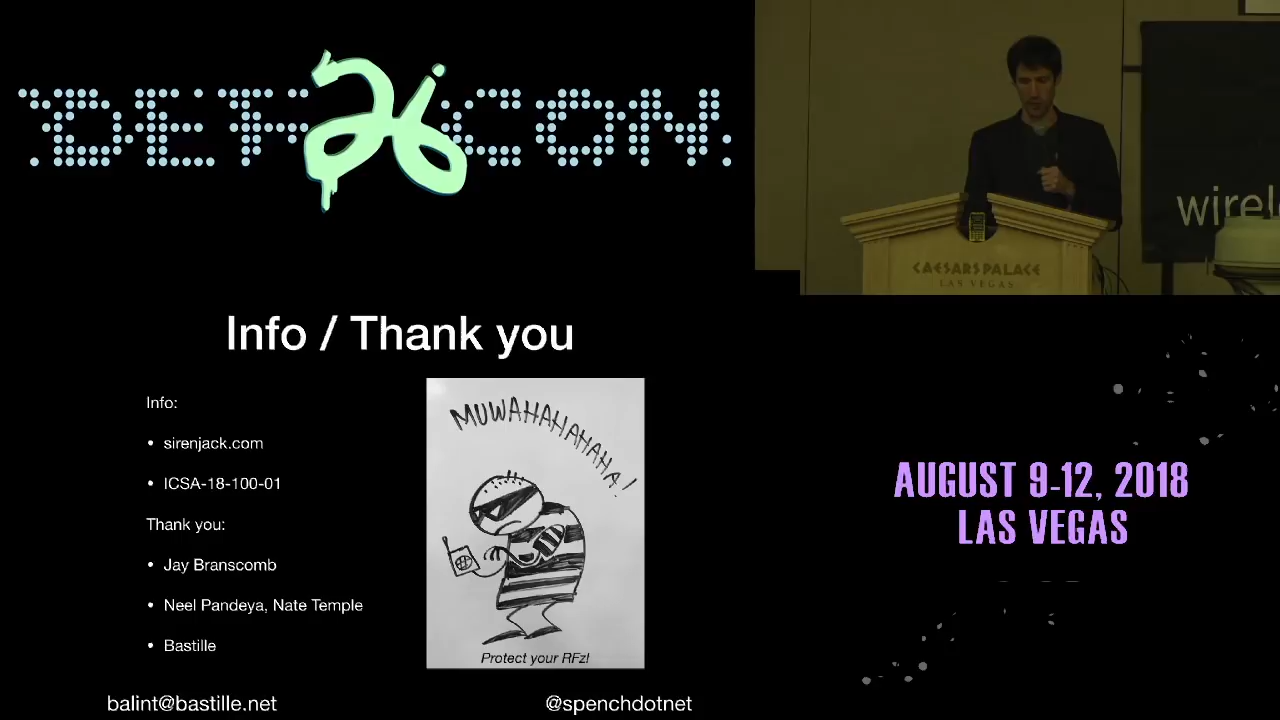 DEF 26 CON
wirel
CAESARS PALACE
LAS VEGAS
Info / Thank you
Info:
• sirenjack.com
• ICSA-18-100-01
Thank you:
• Jay Branscomb
• Neel Pandeya, Nate Temple
• Bastille
MUWAHAHAHAHA!
Protect your RFz!
balint@bastille.net
@spenchdotnet
AUGUST 9-12, 2018
LAS VEGAS